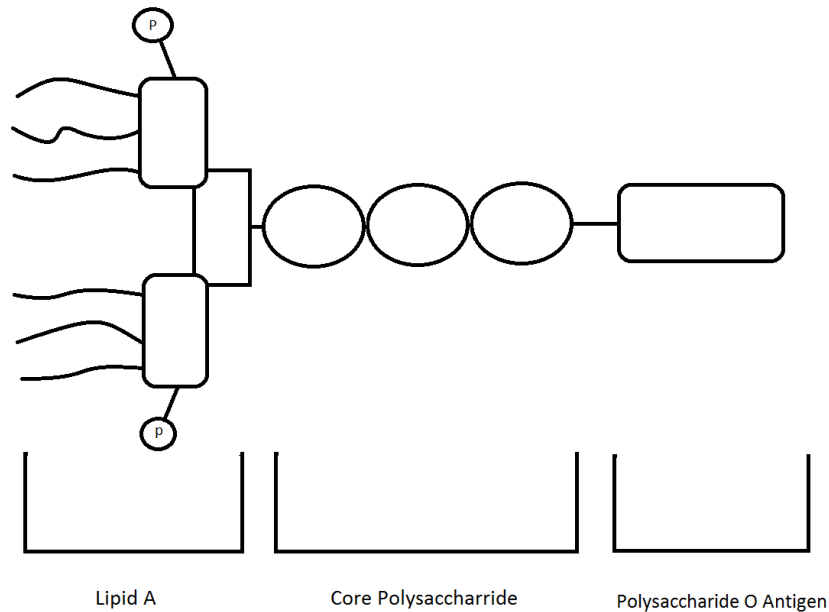 P
p
Lipid A
Core Polysaccharride
Polysaccharide O Antigen